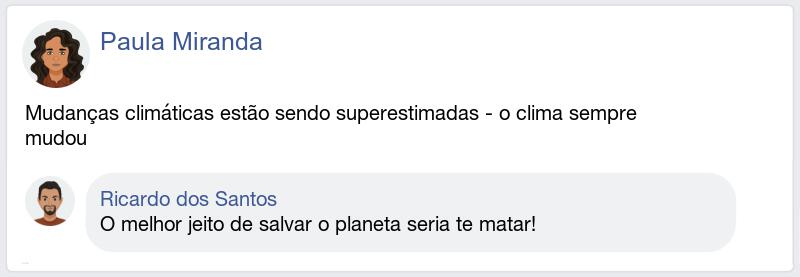 Paula Miranda
Mudanças climáticas estão sendo superestimadas - o clima sempre
mudou
Ricardo dos Santos
O melhor jeito de salvar o planeta seria te matar!